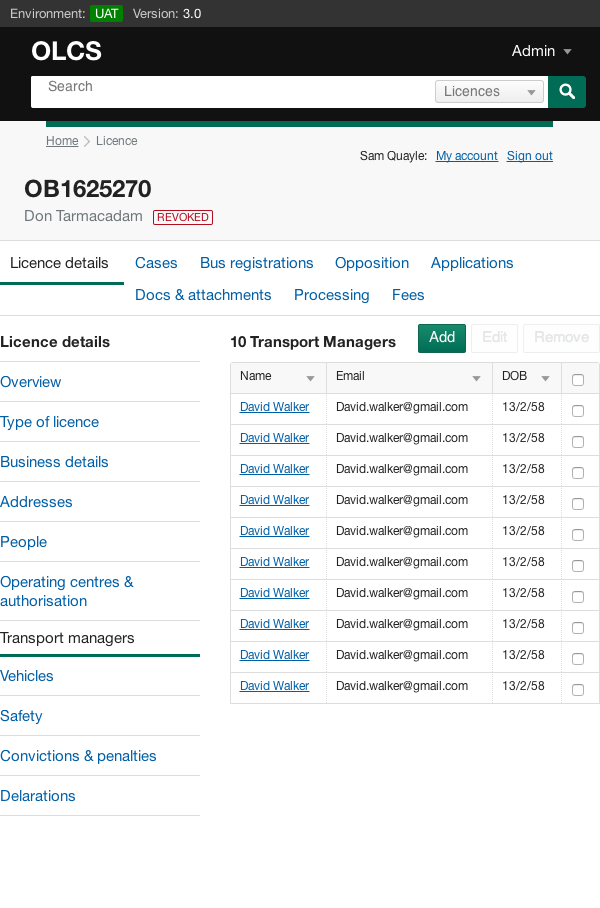 Environment: UAT Version: 3.0
OLCS
Admin
Search
Licences
Home Licence
Sam Quayle: My account Sign out
OB1625270
Don Tarmacadam REVOKED
Licence details Cases Bus registrations Opposition Applications
Docs & attachments Processing Fees
Licence details
Overview
Type of licence
Business details
Addresses
People
Operating centres &
authorisation
Transport managers
Vehicles
Safety
Convictions & penalties
Delarations
10 Transport Managers Add Edit Remove
Name Email DOB
David Walker David.walker@gmail.com 13/2/58
David Walker David.walker@gmail.com 13/2/58
David Walker David.walker@gmail.com 13/2/58
David Walker David.walker@gmail.com 13/2/58
David Walker David.walker@gmail.com 13/2/58
David Walker David.walker@gmail.com 13/2/58
David Walker David.walker@gmail.com 13/2/58
David Walker David.walker@gmail.com 13/2/58
David Walker David.walker@gmail.com 13/2/58
David Walker David.walker@gmail.com 13/2/58